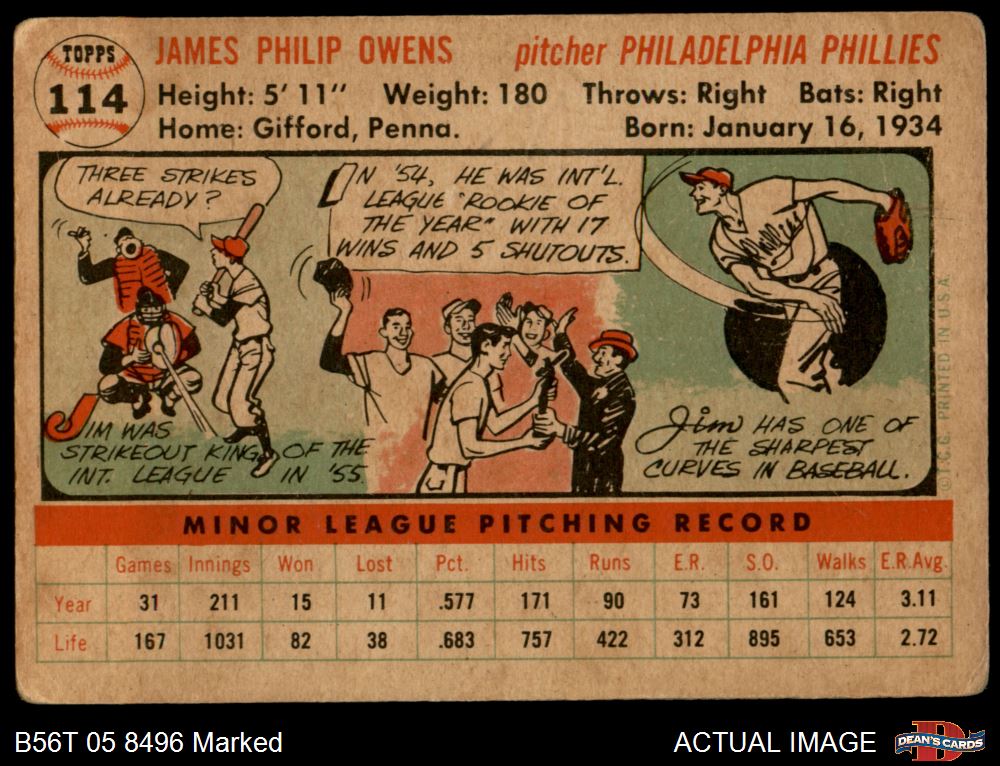 TOPPS
114
JAMES PHILIP OWENS pitcher PHILADELPHIA PHILLIES
Height: 5' 11" Weight: 180 Throws: Right Bats: Right
Home: Gifford, Penna. Born: January 16, 1934
THREE STRIKES
ALREADY?
IN '54, HE WAS INT'L.
LEAGUE "ROOKIE OF
THE YEAR" WITH 17
WINS AND 5 SHUTOUTS.
Phillies
JIM WAS
STRIKEOUT KING OF THE
INT. LEAGUE IN '55
Jim HAS ONE OF
THE SHARPEST
CURVES IN BASEBALL.
© T.C.G. PRINTED IN U.S.A.
MINOR LEAGUE PITCHING RECORD
Games Innings Won Lost Pct. Hits Runs E.R. S.O. Walks E.R.Avg.
Year 31 211 15 11 .577 171 90 73 161 124 3.11
Life 167 1031 82 38 .683 757 422 312 895 653 2.72
B56T 05 8496 Marked
ACTUAL IMAGE
DEAN'S CARDS